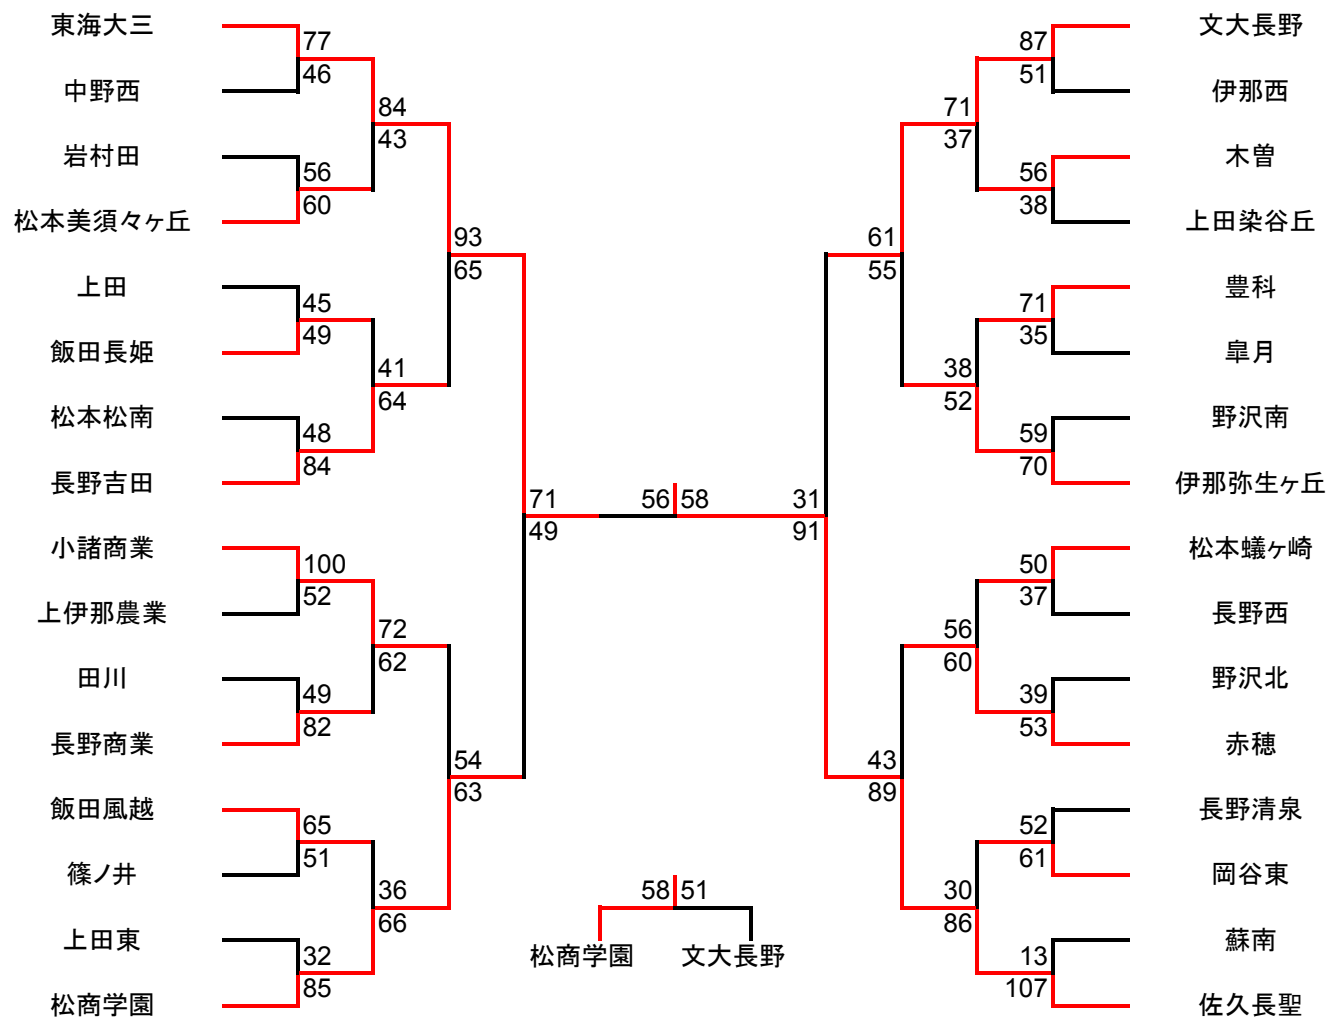 東海大三
中野西
岩村田
松本美須々ヶ丘
上田
飯田長姫
松本松南
長野吉田
小諸商業
上伊那農業
田川
長野商業
飯田風越
篠ノ井
上田東
松商学園
77
46
56
60
45
49
48
84
100
52
49
82
65
51
32
85
84
43
41
64
72
62
36
66
93
65
54
63
71
49
56 58
58 51
松商学園 文大長野
31
91
61
55
43
89
71
37
38
52
56
60
30
86
87
51
56
38
71
35
59
70
50
37
39
53
52
61
13
107
文大長野
伊那西
木曽
上田染谷丘
豊科
皐月
野沢南
伊那弥生ヶ丘
松本蟻ヶ崎
長野西
野沢北
赤穂
長野清泉
岡谷東
蘇南
佐久長聖